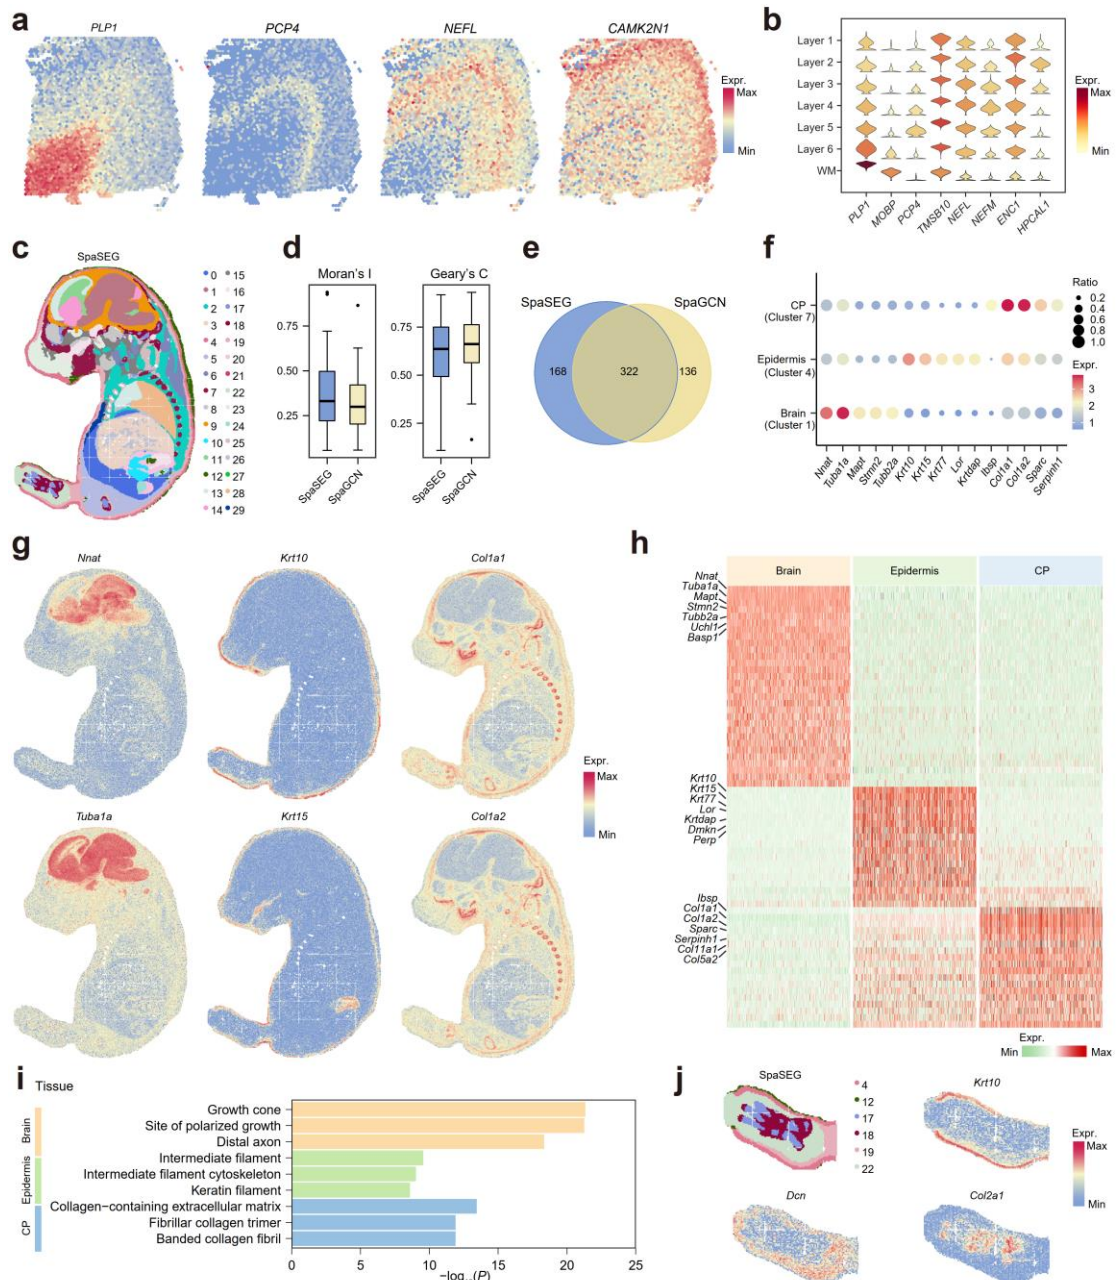 a
PLP1
PCP4
NEFL
CAMK2N1
Expr.
Max
Min
b
Layer 1
Layer 2
Layer 3
Layer 4
Layer 5
Layer 6
WM
PLP1
MOBP
PCP4
TMSB10
NEFL
NEFM
ENC1
HPCAL1
Expr.
Max
Min
c
SpaSEG
0 15
1 16
2 17
3 18
4 19
5 20
6 21
7 22
8 23
9 24
10 25
11 26
12 27
13 28
14 29
d
Moran's I
0.75
0.50
0.25
SpaSEG
SpaGCN
Geary's C
0.75
0.50
0.25
SpaSEG
SpaGCN
e
SpaSEG
SpaGCN
168
322
136
f
CP
(Cluster 7)
Epidermis
(Cluster 4)
Brain
(Cluster 1)
Nnat
Tuba1a
Mapt
Stmn2
Tubb2a
Krt10
Krt15
Krt77
Lor
Krtdap
Ibsp
Col1a1
Col1a2
Sparc
Serpinh1
Ratio
0.2
0.4
0.6
0.8
1.0
Expr.
3
2
1
g
Nnat
Krt10
Col1a1
Tuba1a
Krt15
Col1a2
Expr.
Max
Min
h
Brain
Epidermis
CP
Nnat
Tuba1a
Mapt
Stmn2
Tubb2a
Uchl1
Basp1
Krt10
Krt15
Krt77
Lor
Krtdap
Dmkn
Perp
Ibsp
Col1a1
Col1a2
Sparc
Serpinh1
Col11a1
Col5a2
Expr.
Min Max
i
Tissue
Brain
Epidermis
CP
Growth cone
Site of polarized growth
Distal axon
Intermediate filament
Intermediate filament cytoskeleton
Keratin filament
Collagen−containing extracellular matrix
Fibrillar collagen trimer
Banded collagen fibril
0 5 10 15 20 25
−log₁₀(P)
j
SpaSEG
4
12
17
18
19
22
Krt10
Dcn
Col2a1
Expr.
Max
Min